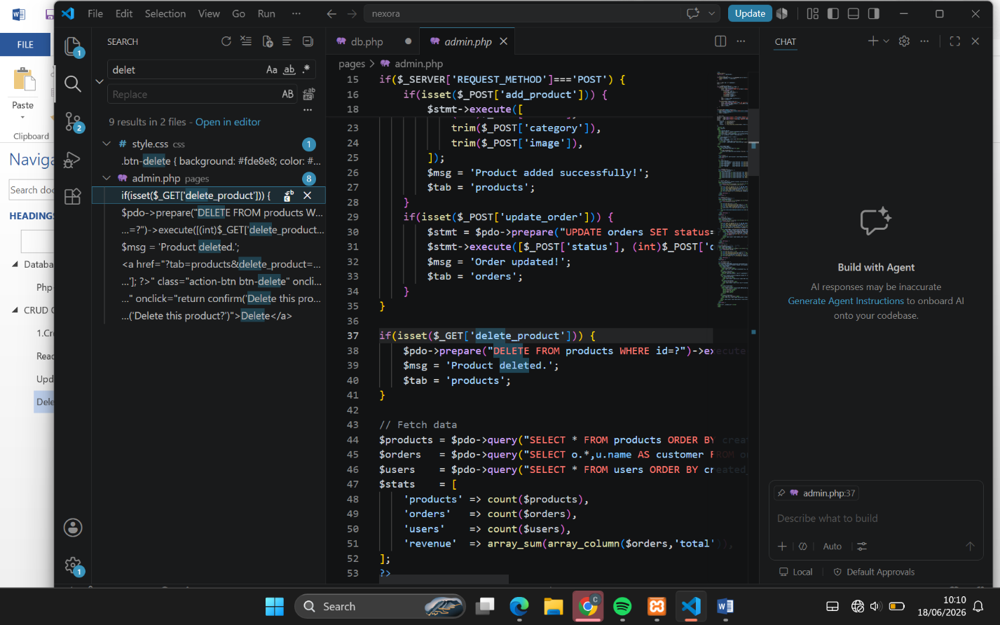 File Edit Selection View Go Run ··· nexora Update
FILE
Paste
Clipboard
Search doc
HEADINGS
Php
1.Cr
SEARCH
delet
Aa ab .*
Replace
AB
9 results in 2 files - Open in editor
# style.css css 1
.btn-delete { background: #fde8e8; color: #...
admin.php pages 8
if(isset($_GET['delete_product'])) {
$pdo->prepare("DELETE FROM products W...
...=?")->execute([(int)$_GET['delete_product...
$msg = 'Product deleted.';
<a href="?tab=products&delete_product=...
...']; ?>" class="action-btn btn-delete" oncli...
..." onclick="return confirm('Delete this pro...
...('Delete this product?')">Delete</a>
1
2
1
db.php admin.php
pages > admin.php
15 if($_SERVER['REQUEST_METHOD']==='POST') {
16 if(isset($_POST['add_product'])) {
18 $stmt->execute([
23 trim($_POST['category']),
24 trim($_POST['image']),
25 ]);
26 $msg = 'Product added successfully!';
27 $tab = 'products';
28 }
29 if(isset($_POST['update_order'])) {
30 $stmt = $pdo->prepare("UPDATE orders SET status=
31 $stmt->execute([$_POST['status'], (int)$_POST['
32 $msg = 'Order updated!';
33 $tab = 'orders';
34 }
35 }
36
37 if(isset($_GET['delete_product'])) {
38 $pdo->prepare("DELETE FROM products WHERE id=?")->execute
39 $msg = 'Product deleted.';
40 $tab = 'products';
41 }
42
43 // Fetch data
44 $products = $pdo->query("SELECT * FROM products ORDER BY crea
45 $orders = $pdo->query("SELECT o.*,u.name AS customer FROM or
46 $users = $pdo->query("SELECT * FROM users ORDER BY created_
47 $stats = [
48 'products' => count($products),
49 'orders' => count($orders),
50 'users' => count($users),
51 'revenue' => array_sum(array_column($orders,'total')),
52 ];
53 ?>
CHAT
Build with Agent
AI responses may be inaccurate
Generate Agent Instructions to onboard AI
onto your codebase.
admin.php:37
Describe what to build
Auto
Local Default Approvals
Search
10:10
18/06/2026